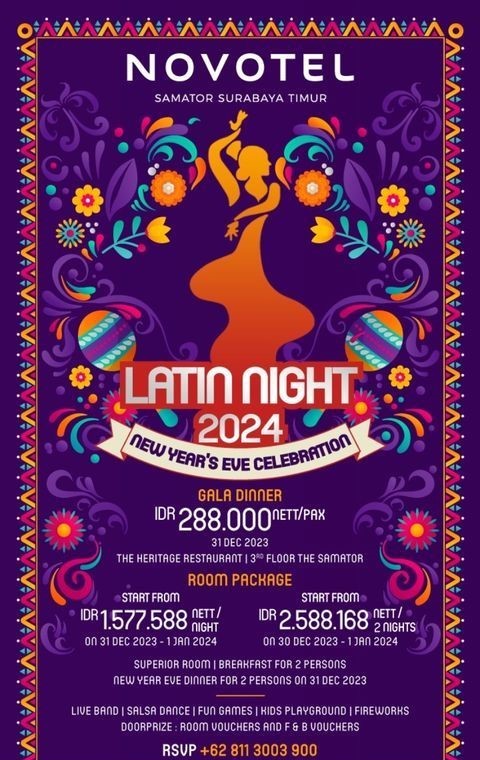 NOVOTEL
SAMATOR SURABAYA TIMUR
LATIN NIGHT
2024
NEW YEAR'S EVE CELEBRATION
GALA DINNER
IDR 288.000 NETT/PAX
31 DEC 2023
THE HERITAGE RESTAURANT | 3RD FLOOR THE SAMATOR
ROOM PACKAGE
START FROM
IDR 1.577.588 NETT/NIGHT
ON 31 DEC 2023 - 1 JAN 2024
START FROM
IDR 2.588.168 NETT/2 NIGHTS
ON 30 DEC 2023 - 1 JAN 2024
SUPERIOR ROOM | BREAKFAST FOR 2 PERSONS
NEW YEAR EVE DINNER FOR 2 PERSONS ON 31 DEC 2023
LIVE BAND | SALSA DANCE | FUN GAMES | KIDS PLAYGROUND | FIREWORKS
DOORPRIZE : ROOM VOUCHERS AND F & B VOUCHERS
RSVP +62 811 3003 900